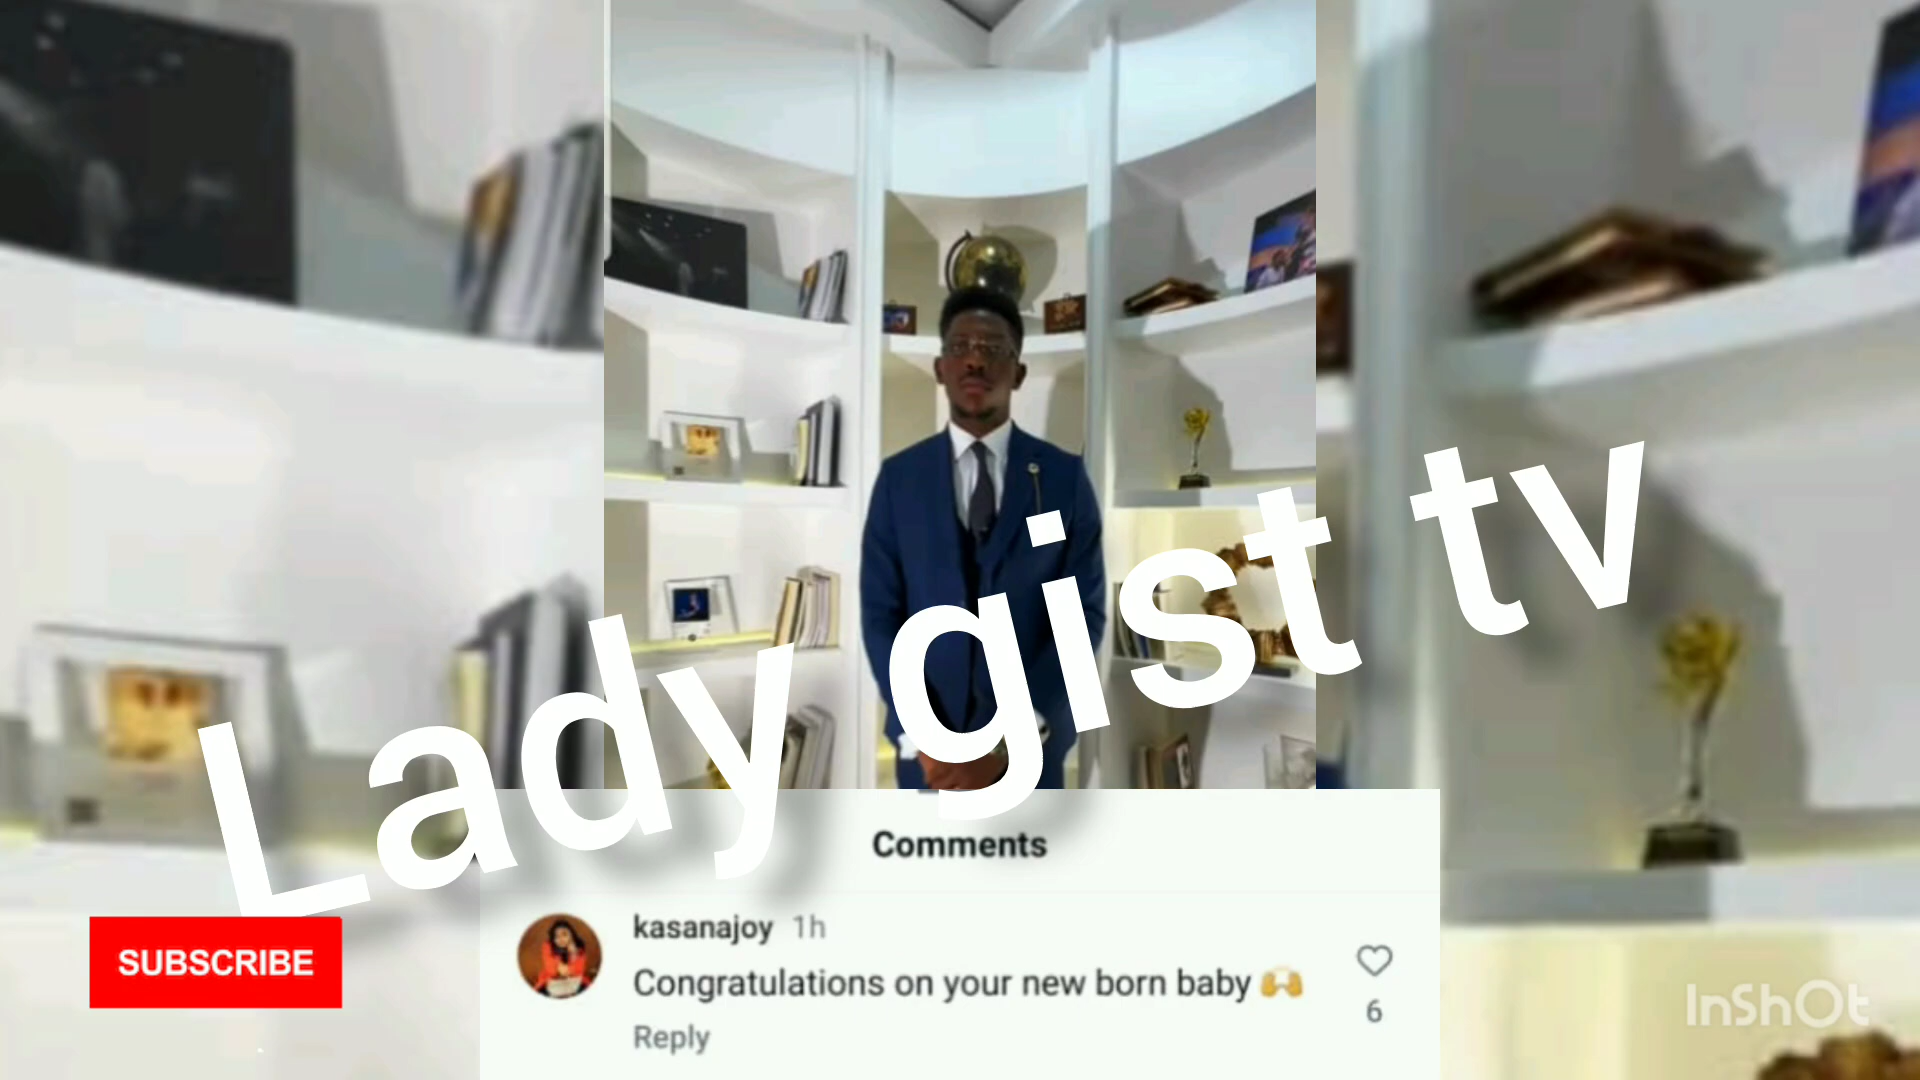 Lady gist tv
Comments
kasanajoy 1h
Congratulations on your new born baby 🙌
6
Reply
SUBSCRIBE
InShOt